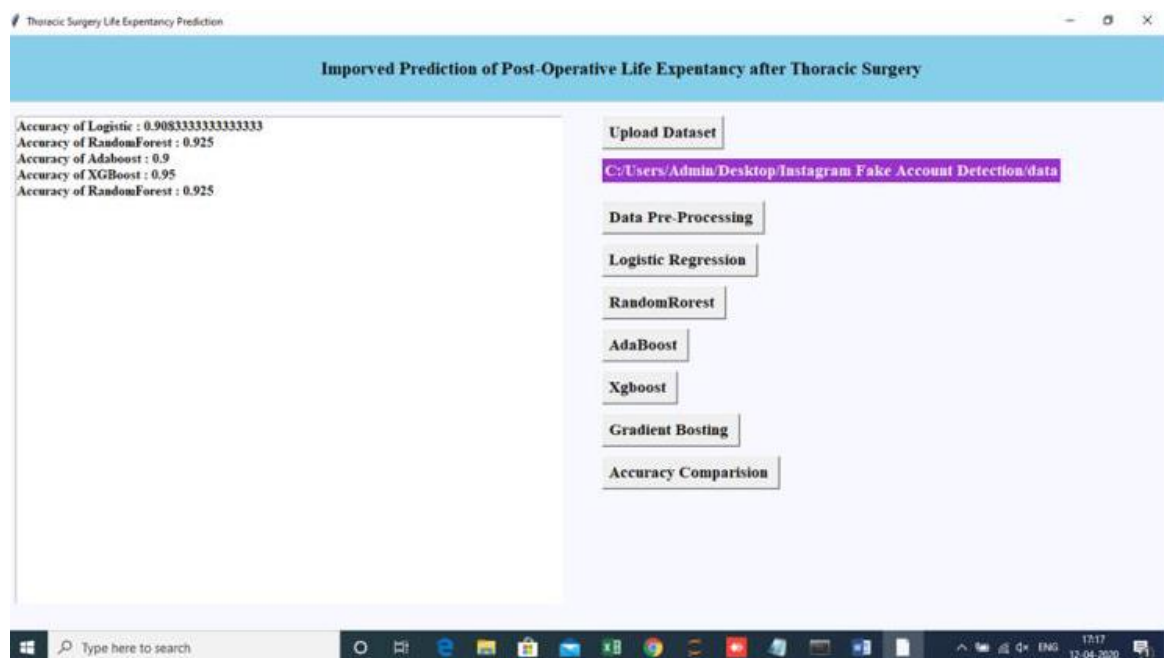 Thoracic Surgery Life Expentancy Prediction
Imporved Prediction of Post-Operative Life Expentancy after Thoracic Surgery
Accuracy of Logistic : 0.9083333333333333
Accuracy of RandomForest : 0.925
Accuracy of Adaboost : 0.9
Accuracy of XGBoost : 0.95
Accuracy of RandomForest : 0.925
Upload Dataset
C:/Users/Admin/Desktop/Instagram Fake Account Detection/data
Data Pre-Processing
Logistic Regression
RandomRorest
AdaBoost
Xgboost
Gradient Bosting
Accuracy Comparision
Type here to search
ENG
17:17
12-04-2020